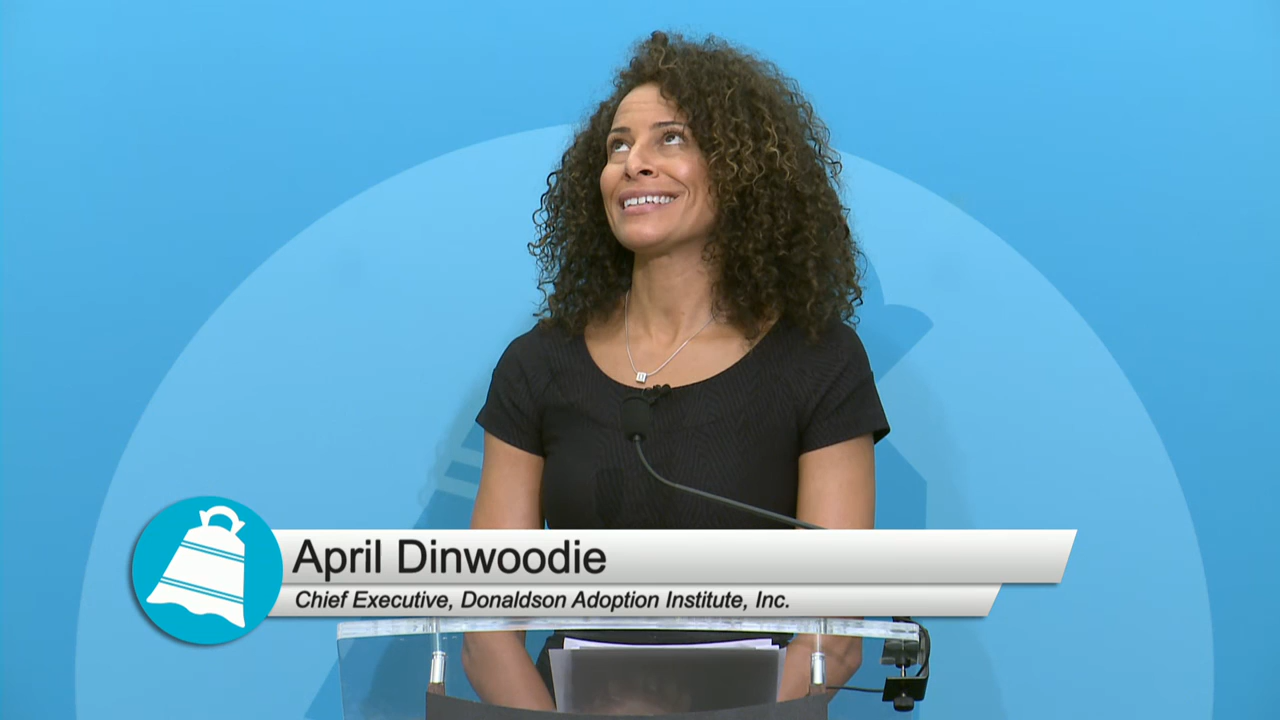 April Dinwoodie
Chief Executive, Donaldson Adoption Institute, Inc.